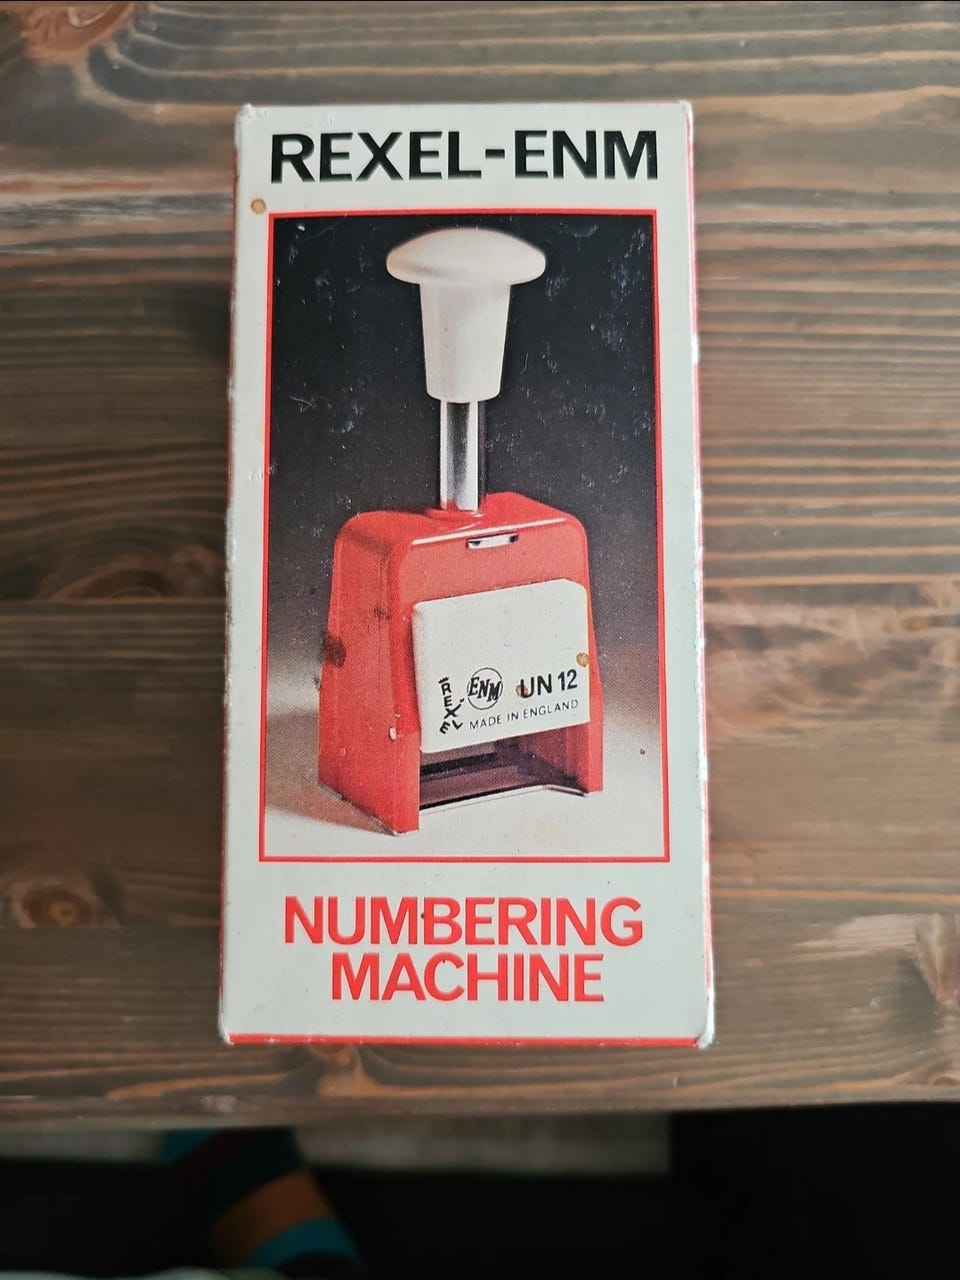 REXEL-ENM
REXEL
ENM
UN 12
MADE IN ENGLAND
NUMBERING
MACHINE